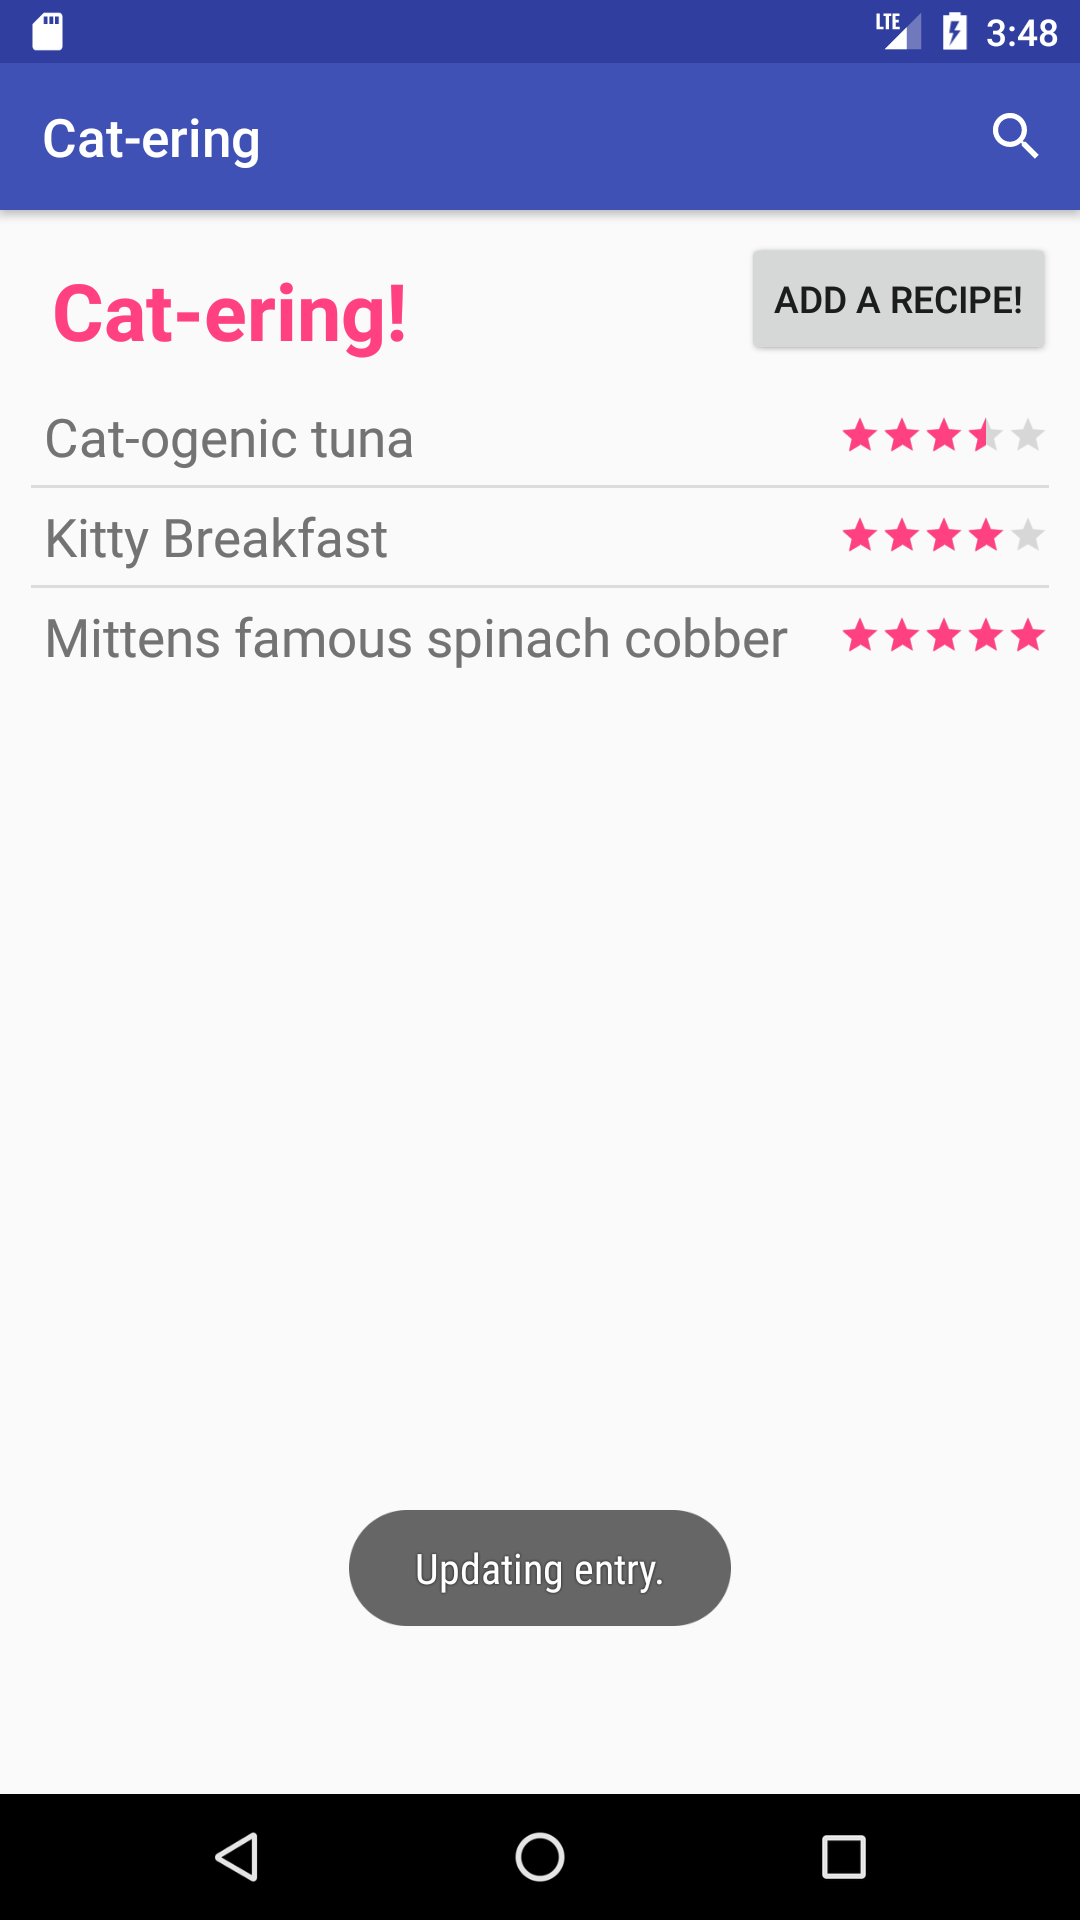 LTE 3:48
Cat-ering
Cat-ering!
ADD A RECIPE!
Cat-ogenic tuna
Kitty Breakfast
Mittens famous spinach cobber
Updating entry.